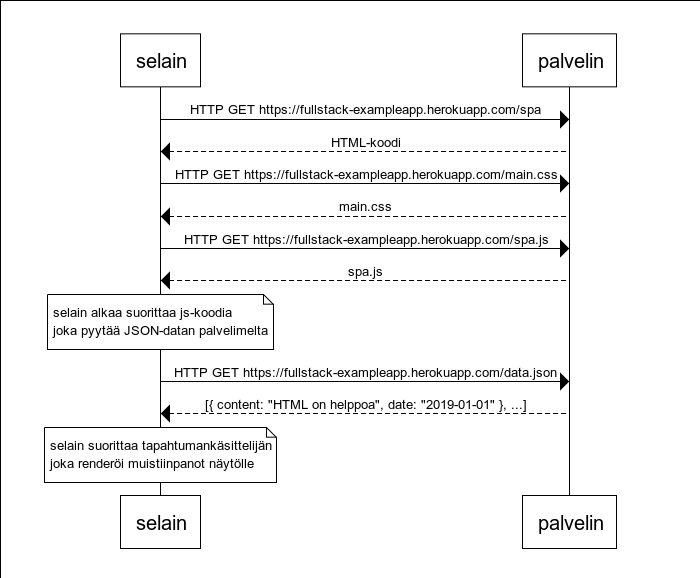 selain
palvelin
HTTP GET https://fullstack-exampleapp.herokuapp.com/spa
HTML-koodi
HTTP GET https://fullstack-exampleapp.herokuapp.com/main.css
main.css
HTTP GET https://fullstack-exampleapp.herokuapp.com/spa.js
spa.js
selain alkaa suorittaa js-koodia
joka pyytää JSON-datan palvelimelta
HTTP GET https://fullstack-exampleapp.herokuapp.com/data.json
[{ content: "HTML on helppoa", date: "2019-01-01" }, ...]
selain suorittaa tapahtumankäsittelijän
joka renderöi muistiinpanot näytölle
selain
palvelin